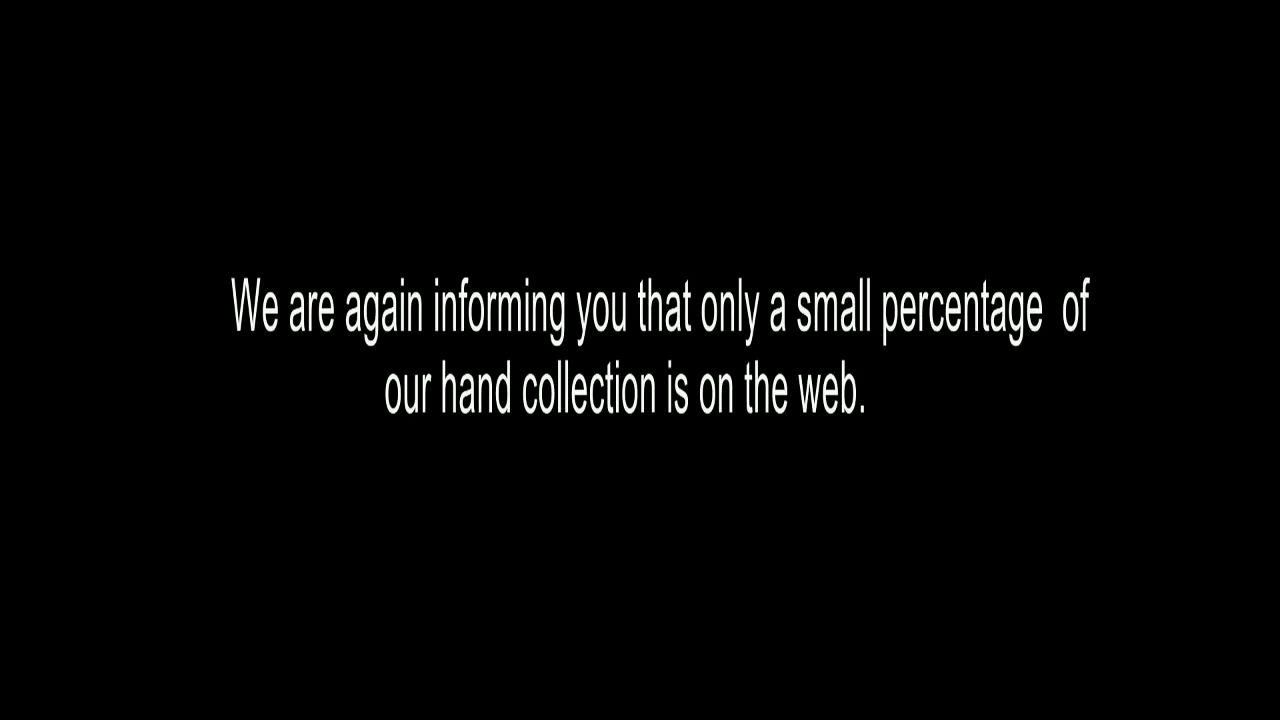 We are again informing you that only a small percentage  of
our hand collection is on the web.